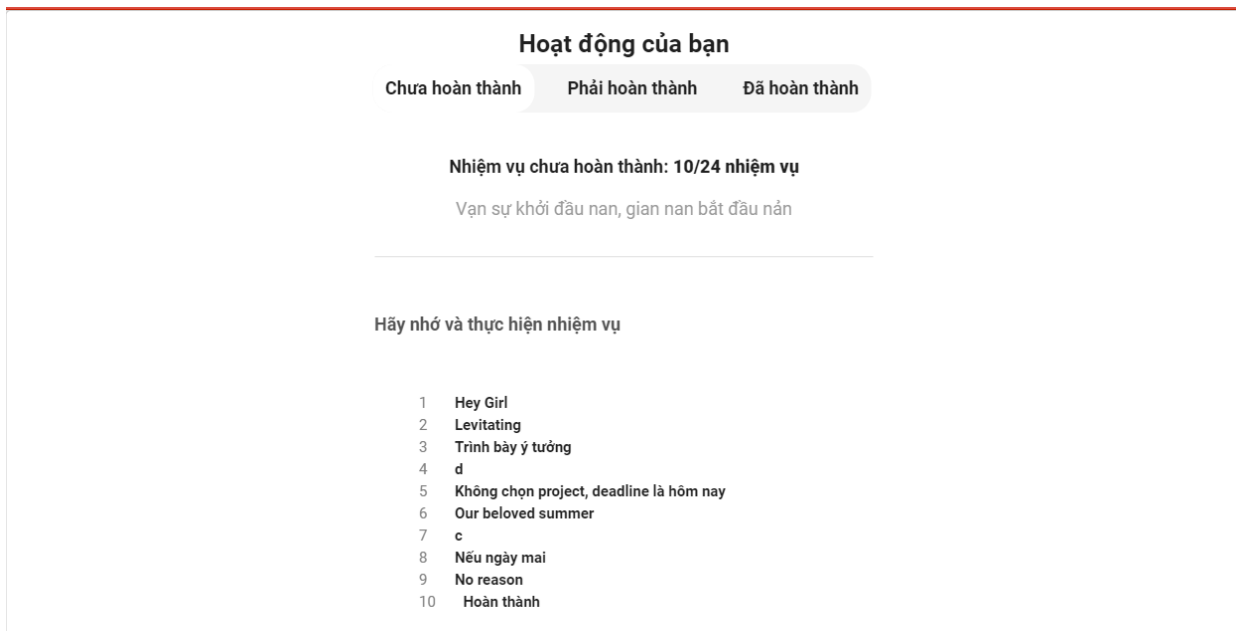 Hoạt động của bạn
Chưa hoàn thành Phải hoàn thành Đã hoàn thành
Nhiệm vụ chưa hoàn thành: 10/24 nhiệm vụ
Vạn sự khởi đầu nan, gian nan bắt đầu nản
Hãy nhớ và thực hiện nhiệm vụ
1 Hey Girl
2 Levitating
3 Trình bày ý tưởng
4 d
5 Không chọn project, deadline là hôm nay
6 Our beloved summer
7 c
8 Nếu ngày mai
9 No reason
10 Hoàn thành